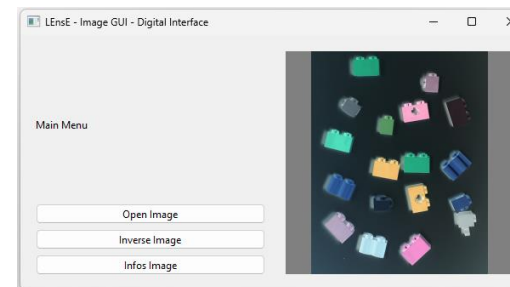 LEnsE - Image GUI - Digital Interface
Main Menu
Open Image
Inverse Image
Infos Image